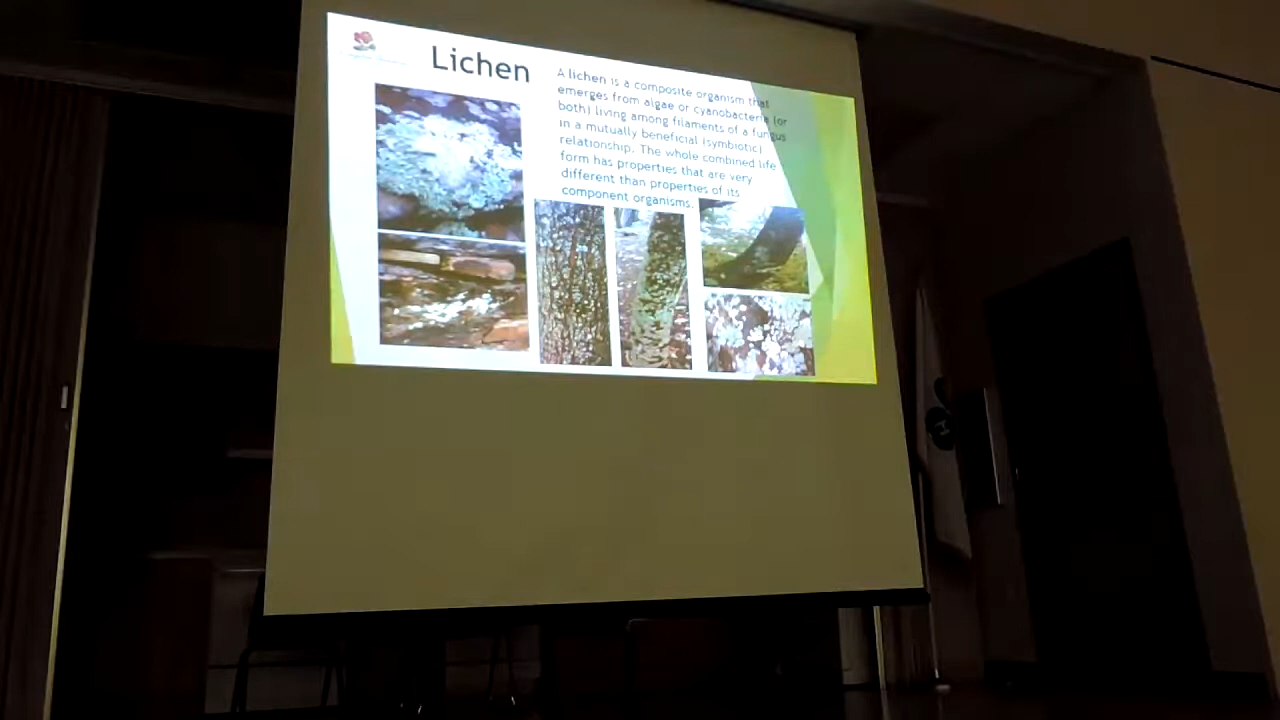 Lichen
A lichen is a composite organism that
emerges from algae or cyanobacteria (or
both) living among filaments of a fungus
in a mutually beneficial (symbiotic)
relationship. The whole combined life
form has properties that are very
different than properties of its
component organisms.